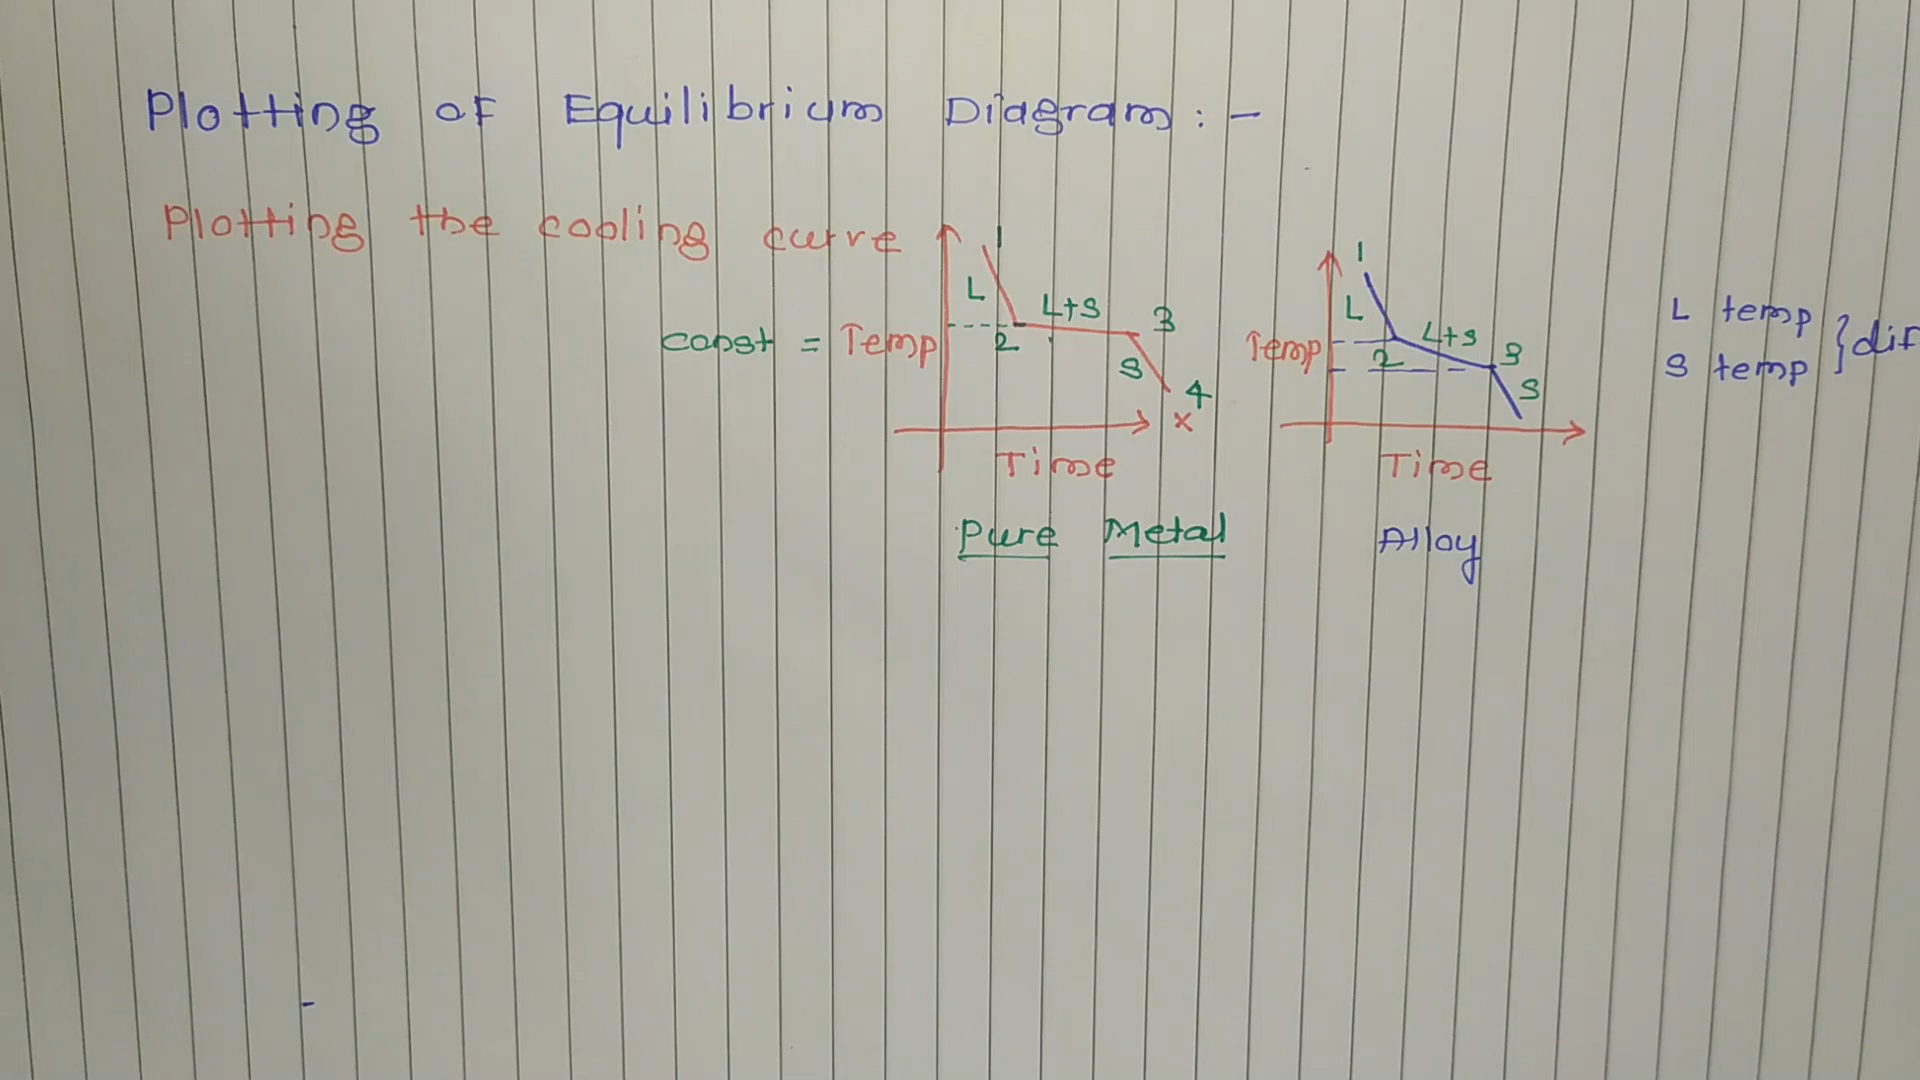 Plotting of Equilibrium Diagram : -
Plotting the cooling curve
const = Temp
L
L+S
S
1
2
3
4
x
Time
Pure Metal
Temp
1
L
2
L+S
3
S
Time
Alloy
L temp
S temp } dif